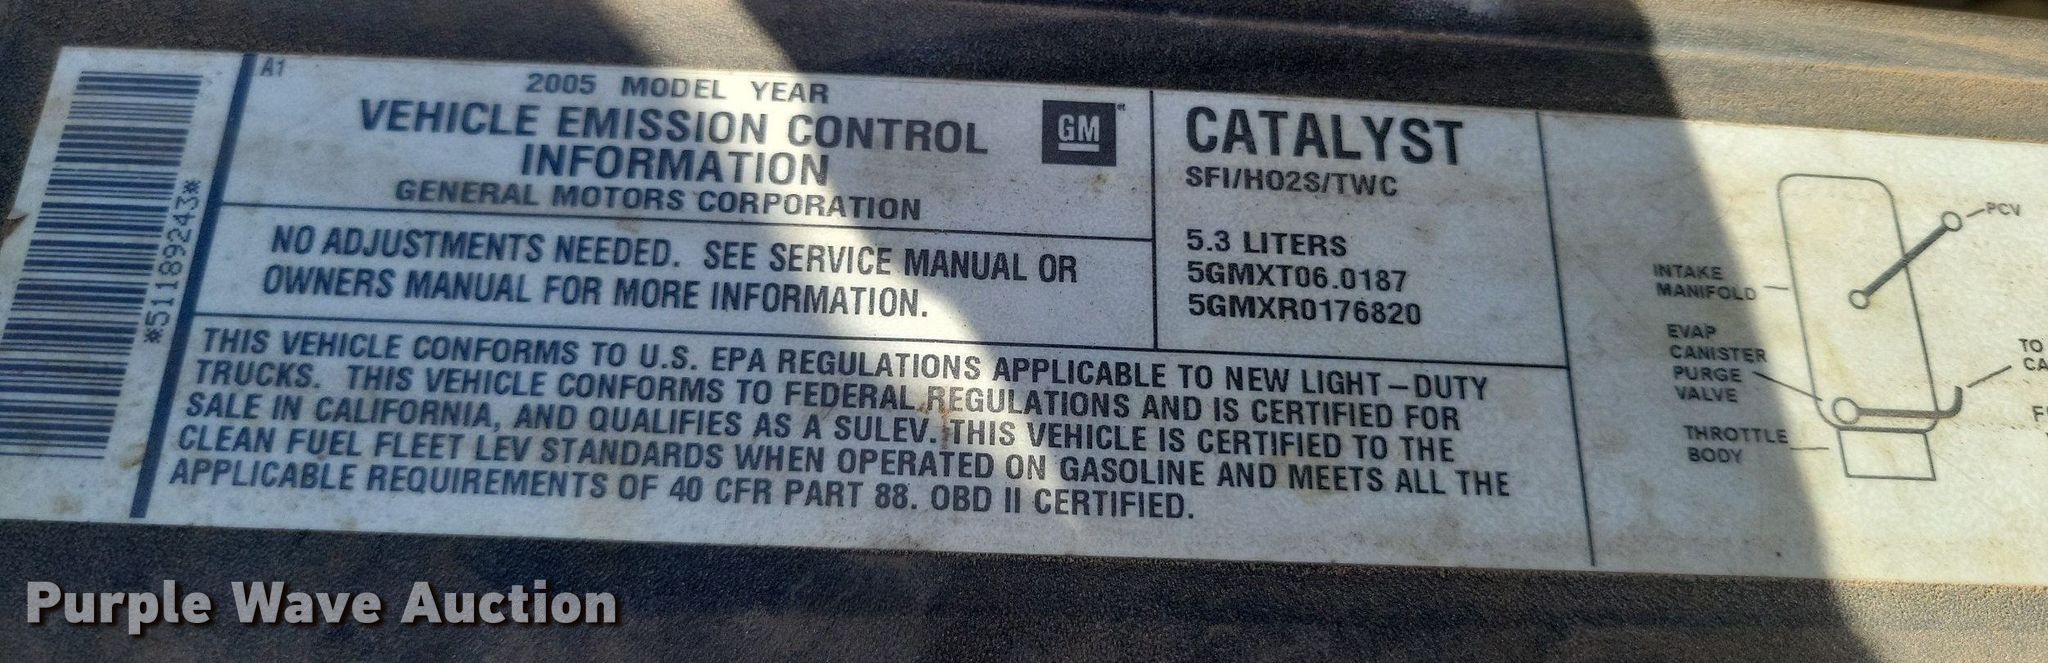 *51189243*
A1
2005 MODEL YEAR
VEHICLE EMISSION CONTROL
INFORMATION
GENERAL MOTORS CORPORATION
GM
NO ADJUSTMENTS NEEDED. SEE SERVICE MANUAL OR
OWNERS MANUAL FOR MORE INFORMATION.
CATALYST
SFI/HO2S/TWC
5.3 LITERS
5GMXT06.0187
5GMXR0176820
THIS VEHICLE CONFORMS TO U.S. EPA REGULATIONS APPLICABLE TO NEW LIGHT-DUTY
TRUCKS. THIS VEHICLE CONFORMS TO FEDERAL REGULATIONS AND IS CERTIFIED FOR
SALE IN CALIFORNIA, AND QUALIFIES AS A SULEV. THIS VEHICLE IS CERTIFIED TO THE
CLEAN FUEL FLEET LEV STANDARDS WHEN OPERATED ON GASOLINE AND MEETS ALL THE
APPLICABLE REQUIREMENTS OF 40 CFR PART 88. OBD II CERTIFIED.
PCV
INTAKE
MANIFOLD
EVAP
CANISTER
PURGE
VALVE
THROTTLE
BODY
TO
CA
Purple Wave Auction